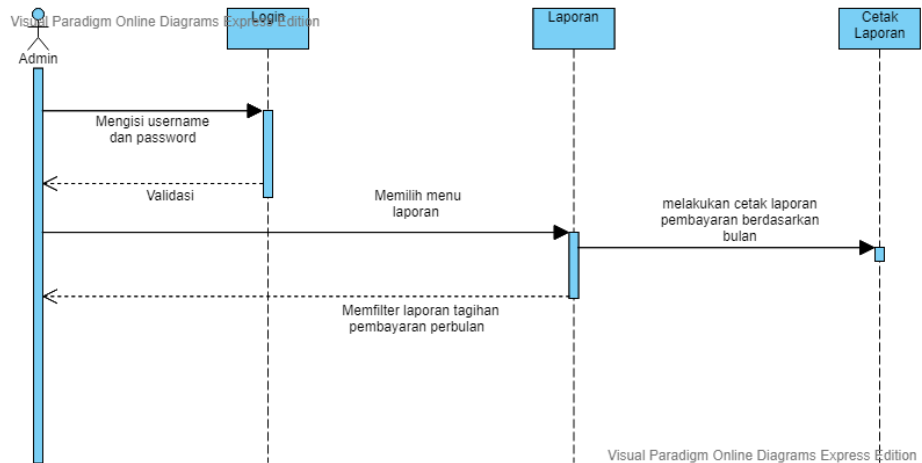 Visual Paradigm Online Diagrams Express Edition
Login
Laporan
Cetak
Laporan
Admin
Mengisi username
dan password
Validasi
Memilih menu
laporan
melakukan cetak laporan
pembayaran berdasarkan
bulan
Memfilter laporan tagihan
pembayaran perbulan
Visual Paradigm Online Diagrams Express Edition